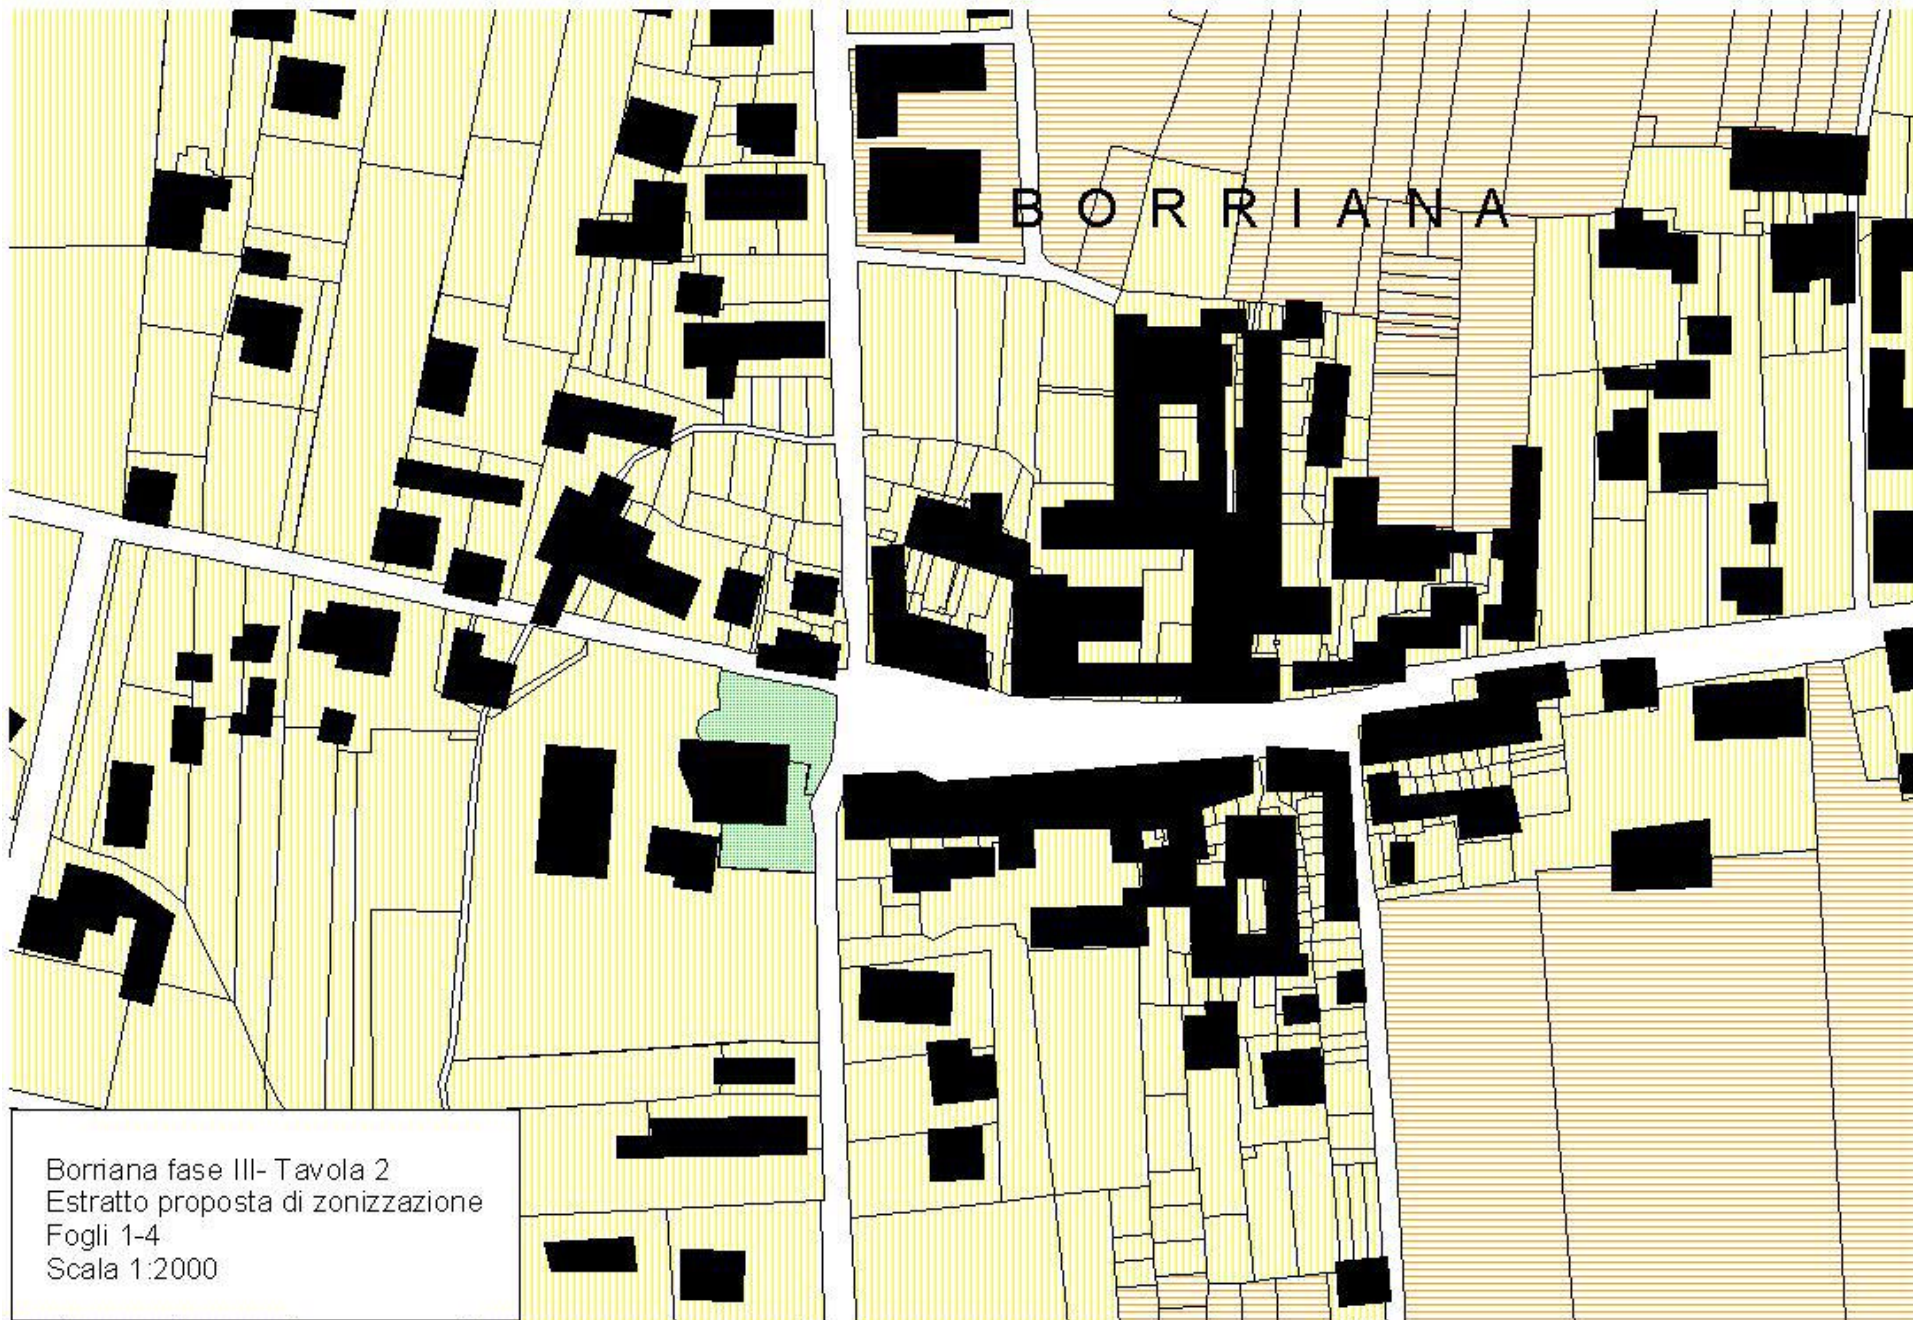 BORRIANA
Borriana fase III- Tavola 2
Estratto proposta di zonizzazione
Fogli 1-4
Scala 1:2000